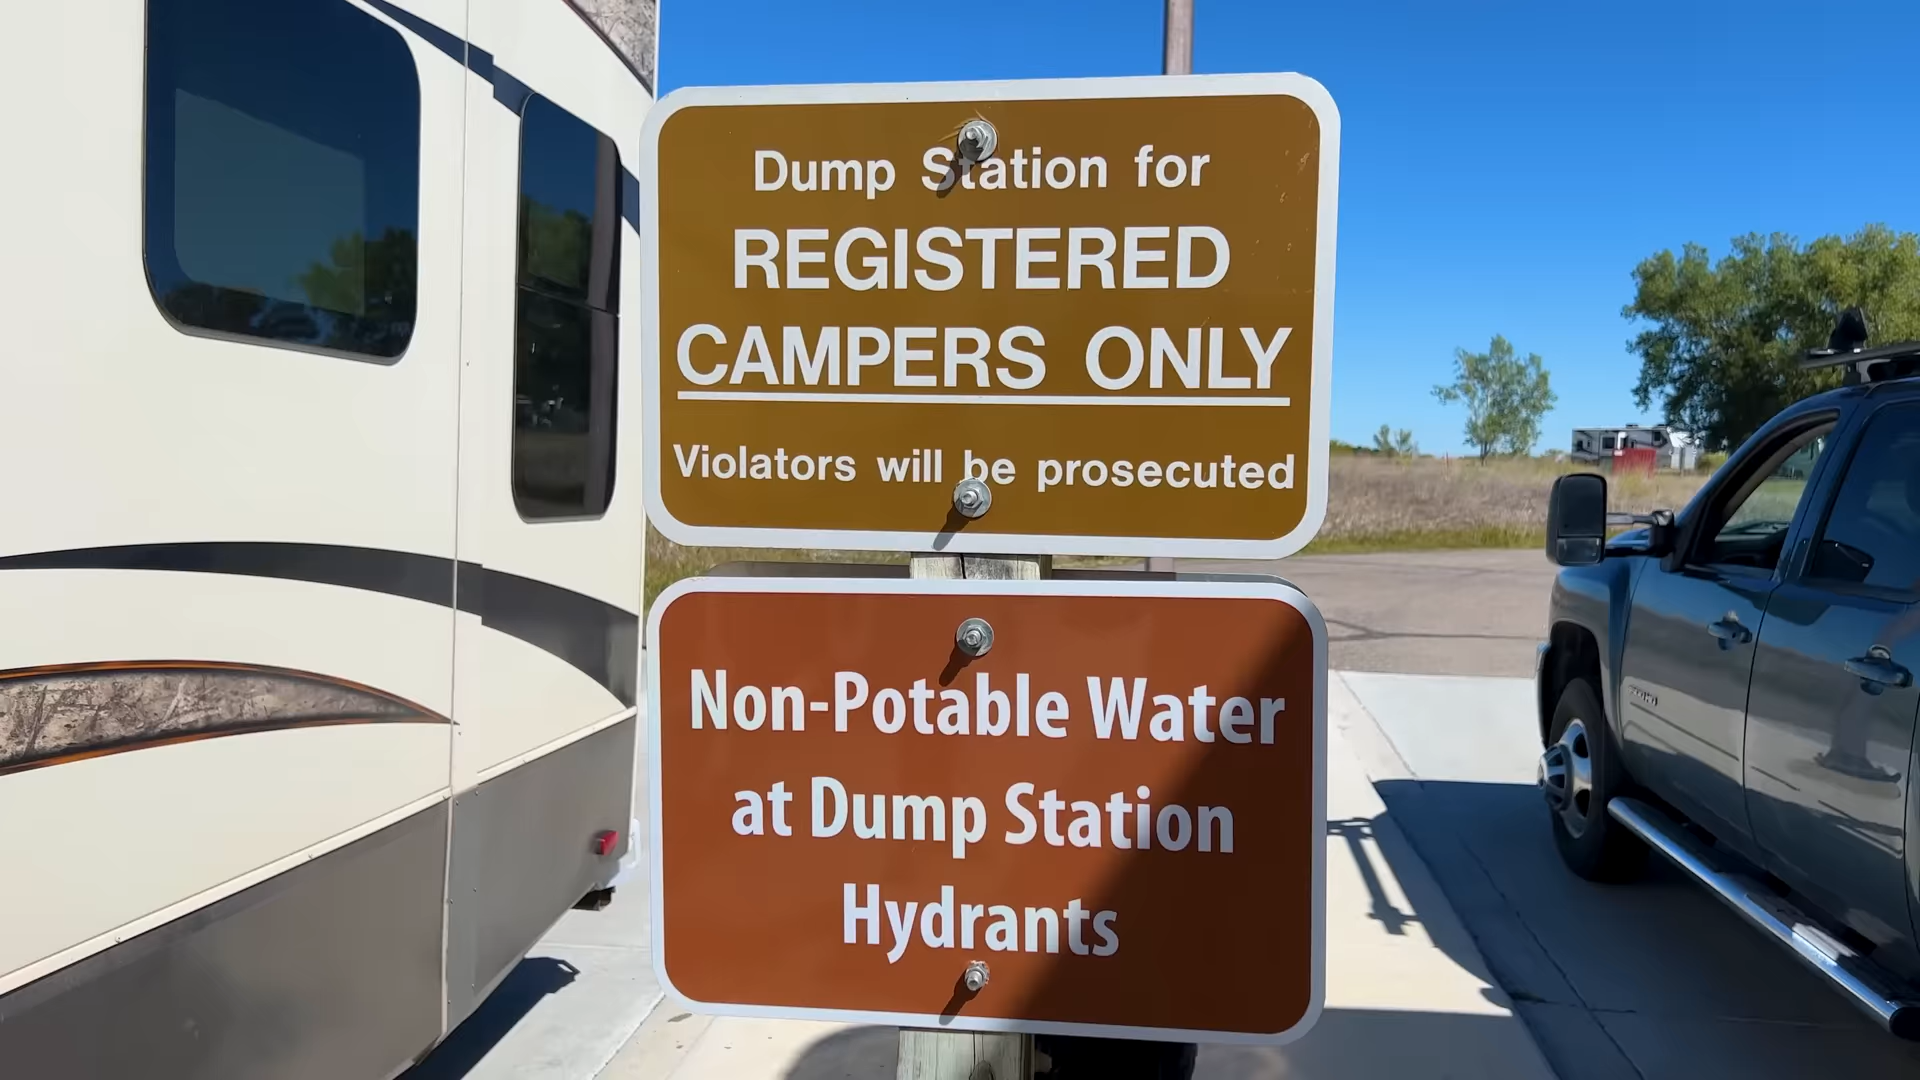 Dump Station for
REGISTERED
CAMPERS ONLY
Violators will be prosecuted
Non-Potable Water
at Dump Station
Hydrants